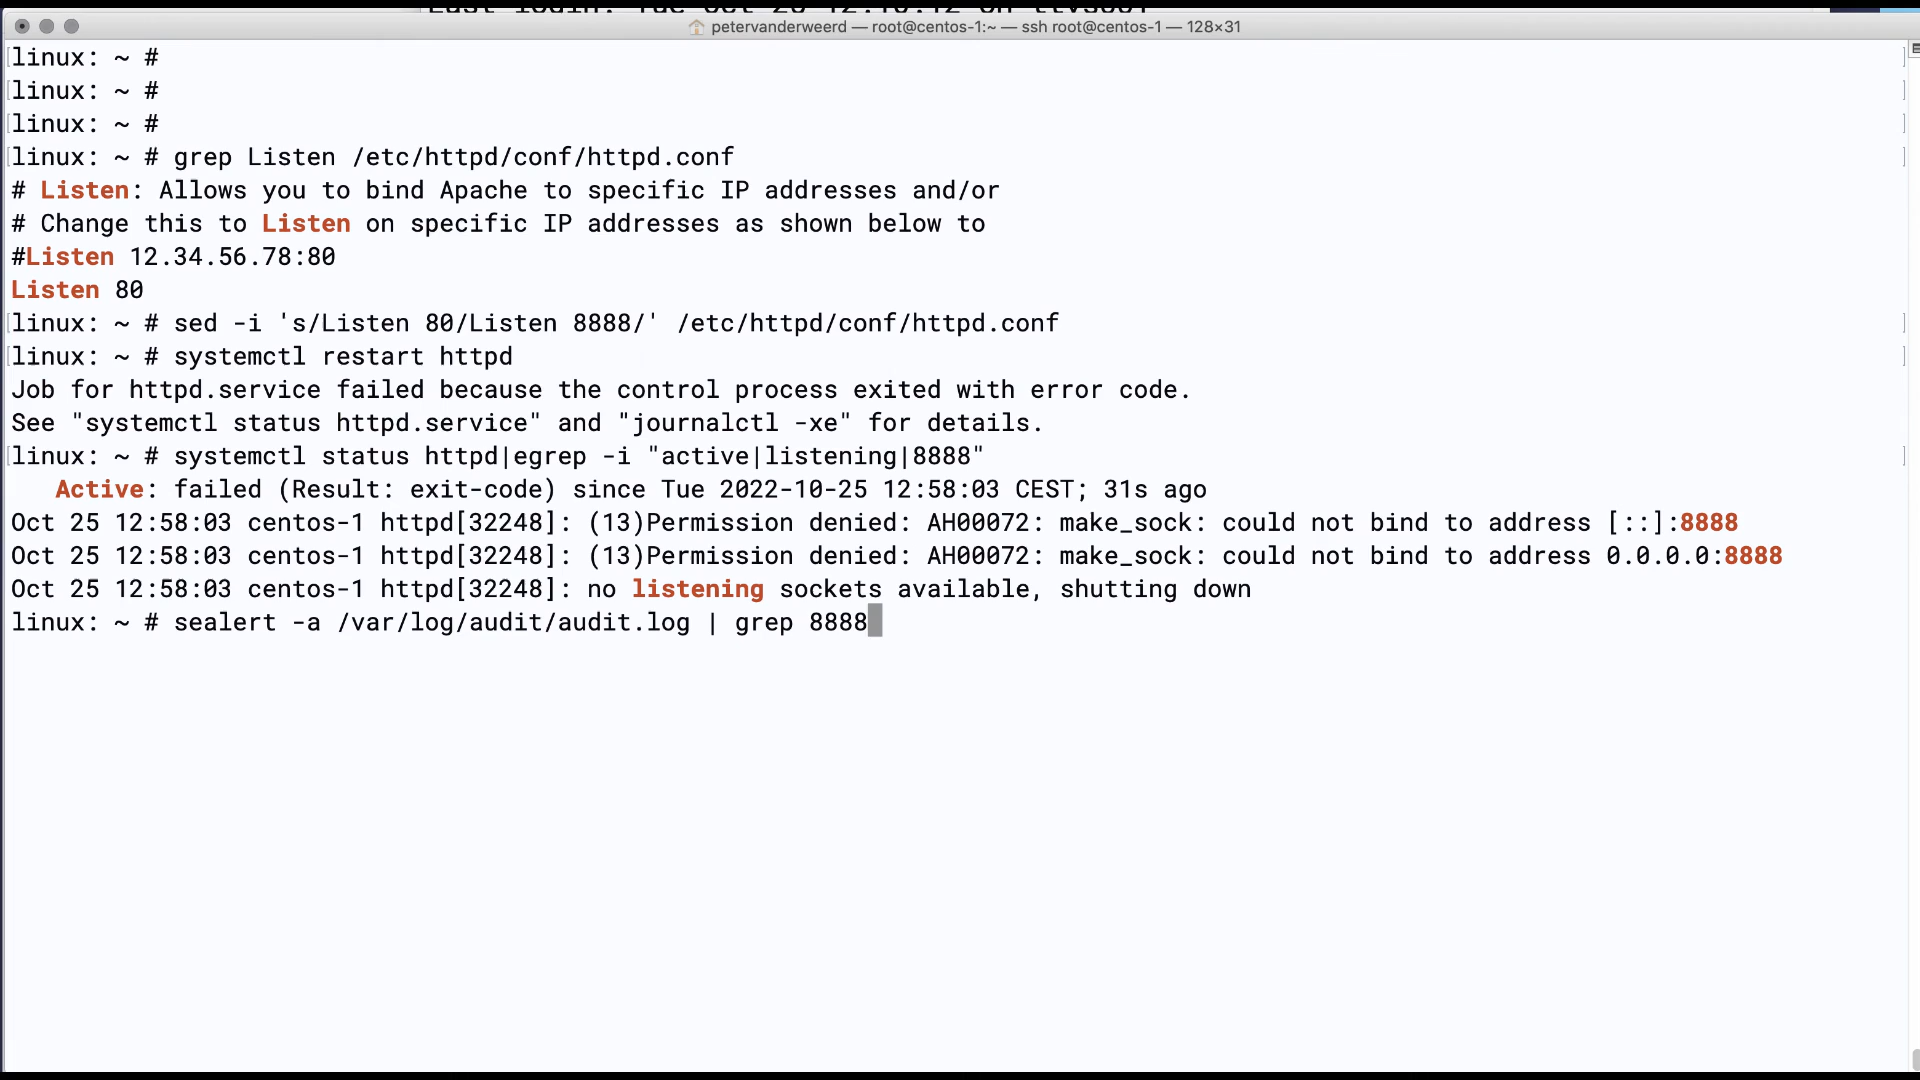 petervanderweerd — root@centos-1:~ — ssh root@centos-1 — 128×31
linux: ~ #
linux: ~ #
linux: ~ #
linux: ~ # grep Listen /etc/httpd/conf/httpd.conf
# Listen: Allows you to bind Apache to specific IP addresses and/or
# Change this to Listen on specific IP addresses as shown below to
#Listen 12.34.56.78:80
Listen 80
linux: ~ # sed -i 's/Listen 80/Listen 8888/' /etc/httpd/conf/httpd.conf
linux: ~ # systemctl restart httpd
Job for httpd.service failed because the control process exited with error code.
See "systemctl status httpd.service" and "journalctl -xe" for details.
linux: ~ # systemctl status httpd|egrep -i "active|listening|8888"
   Active: failed (Result: exit-code) since Tue 2022-10-25 12:58:03 CEST; 31s ago
Oct 25 12:58:03 centos-1 httpd[32248]: (13)Permission denied: AH00072: make_sock: could not bind to address [::]:8888
Oct 25 12:58:03 centos-1 httpd[32248]: (13)Permission denied: AH00072: make_sock: could not bind to address 0.0.0.0:8888
Oct 25 12:58:03 centos-1 httpd[32248]: no listening sockets available, shutting down
linux: ~ # sealert -a /var/log/audit/audit.log | grep 8888